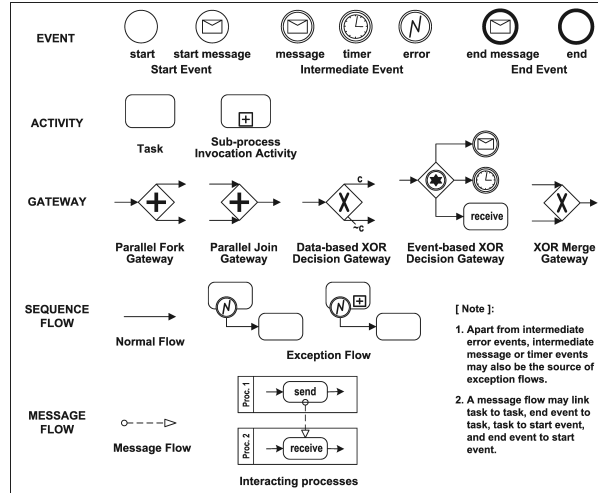 EVENT
start
start message
message
timer
error
end message
end
Start Event
Intermediate Event
End Event
ACTIVITY
Task
Sub-process
Invocation Activity
GATEWAY
c
~c
receive
Parallel Fork
Gateway
Parallel Join
Gateway
Data-based XOR
Decision Gateway
Event-based XOR
Decision Gateway
XOR Merge
Gateway
SEQUENCE
FLOW
Normal Flow
Exception Flow
[ Note ]:
1. Apart from intermediate
error events, intermediate
message or timer events
may also be the source of
exception flows.
2. A message flow may link
task to task, end event to
task, task to start event,
and end event to start
event.
MESSAGE
FLOW
Message Flow
Proc. 1
send
Proc. 2
receive
Interacting processes